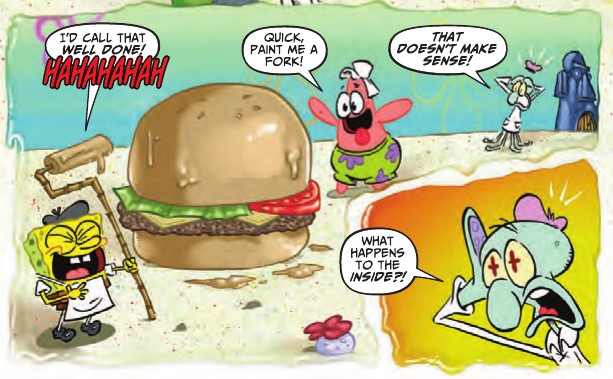 I'D CALL THAT
WELL DONE!
HAHAHAHAH
QUICK,
PAINT ME A
FORK!
THAT
DOESN'T MAKE
SENSE!
WHAT
HAPPENS
TO THE
INSIDE?!